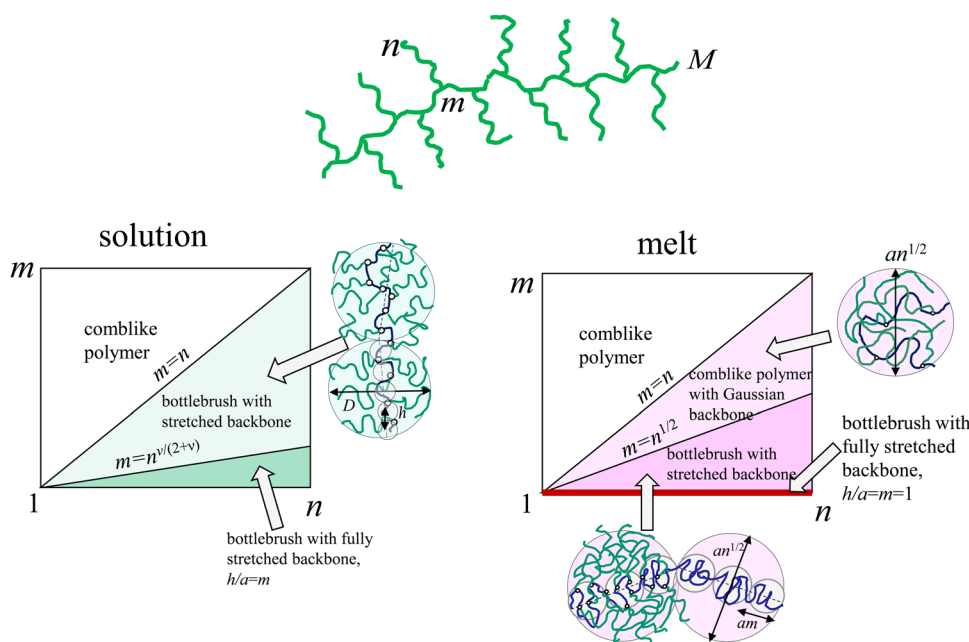 n
m
M
solution
m
comblike
polymer
m=n
bottlebrush with
stretched backbone
m=n^ν/(2+ν)
1
n
D
h
bottlebrush with fully
stretched backbone,
h/a=m
melt
m
comblike
polymer
m=n
comblike polymer
with Gaussian
backbone
m=n^1/2
bottlebrush with
stretched backbone
1
n
an^1/2
bottlebrush with
fully stretched
backbone,
h/a=m=1
an^1/2
am